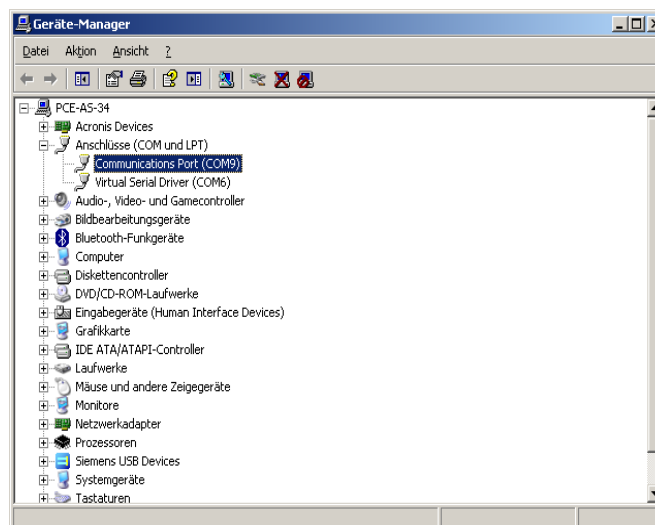 Geräte-Manager
Datei Aktion Ansicht ?
PCE-AS-34
Acronis Devices
Anschlüsse (COM und LPT)
Communications Port (COM9)
Virtual Serial Driver (COM6)
Audio-, Video- und Gamecontroller
Bildbearbeitungsgeräte
Bluetooth-Funkgeräte
Computer
Diskettencontroller
DVD/CD-ROM-Laufwerke
Eingabegeräte (Human Interface Devices)
Grafikkarte
IDE ATA/ATAPI-Controller
Laufwerke
Mäuse und andere Zeigegeräte
Monitore
Netzwerkadapter
Prozessoren
Siemens USB Devices
Systemgeräte
Tastaturen